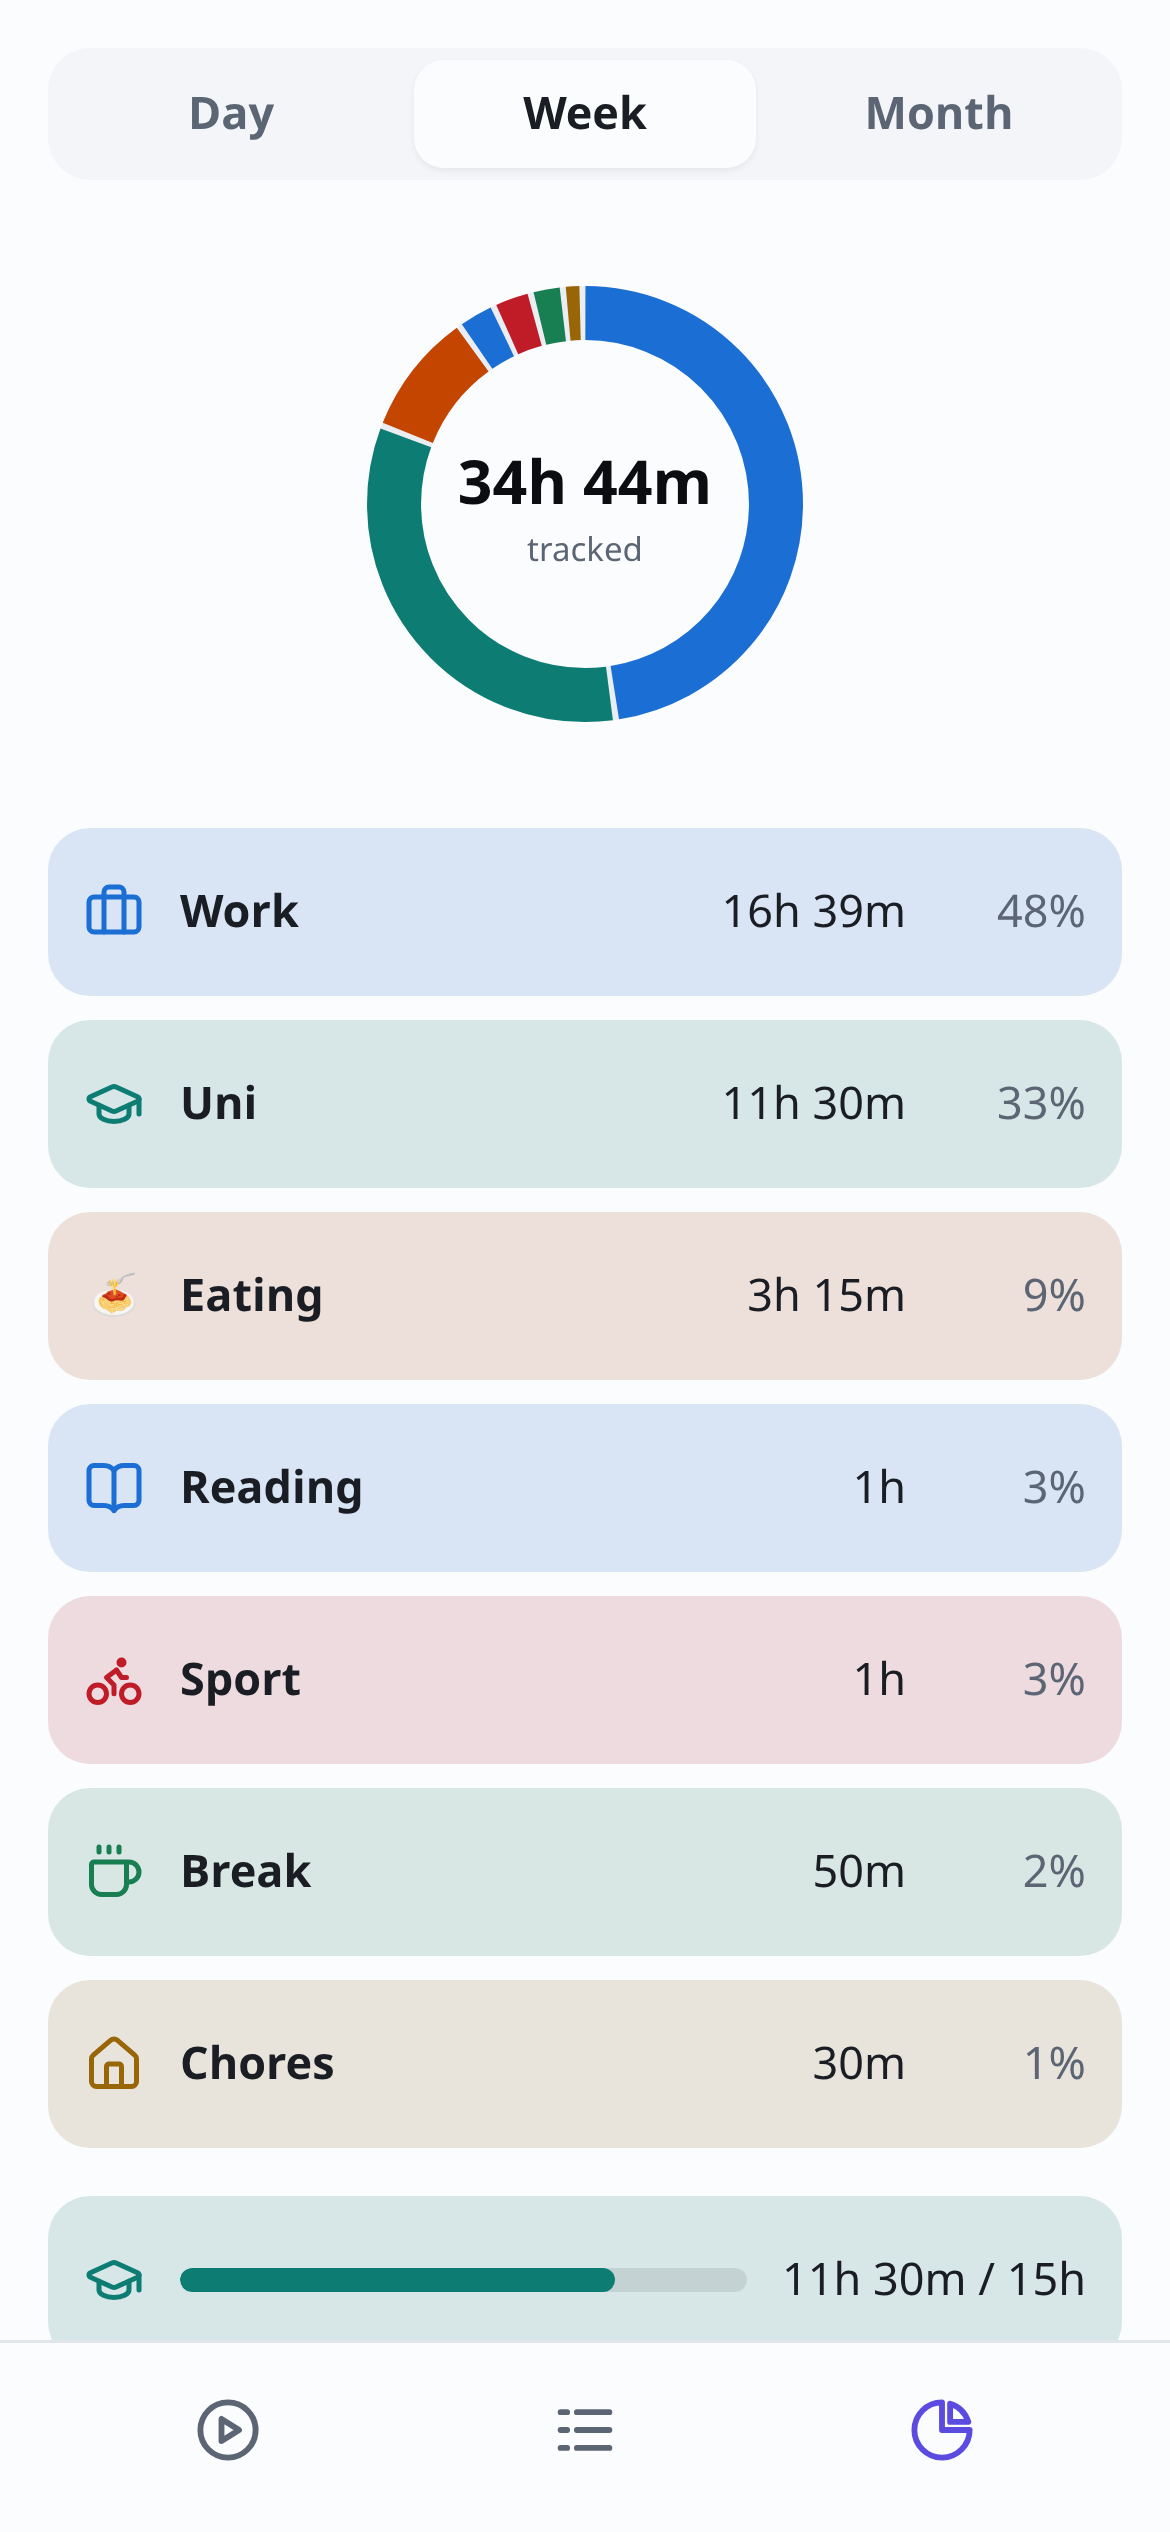 Day Week Month
34h 44m
tracked
Work 16h 39m 48%
Uni 11h 30m 33%
Eating 3h 15m 9%
Reading 1h 3%
Sport 1h 3%
Break 50m 2%
Chores 30m 1%
11h 30m / 15h